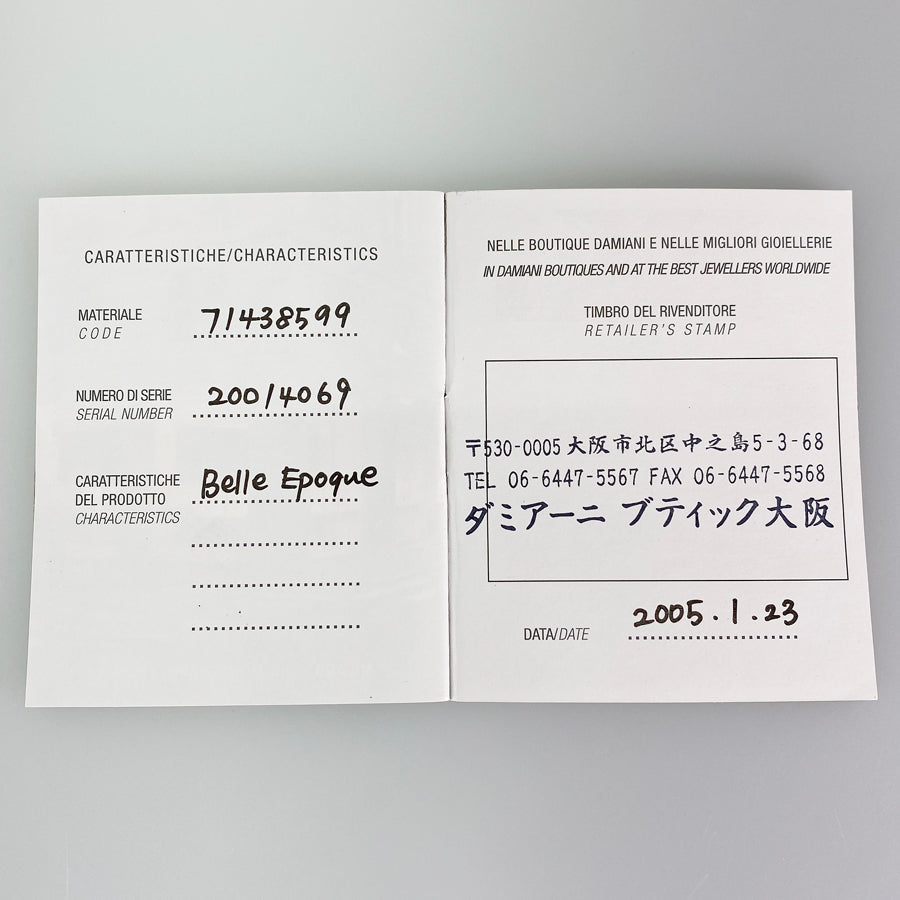 CARATTERISTICHE/CHARACTERISTICS
MATERIALE 71438599
CODE
NUMERO DI SERIE 20014069
SERIAL NUMBER
CARATTERISTICHE Belle Epoque
DEL PRODOTTO
CHARACTERISTICS
NELLE BOUTIQUE DAMIANI E NELLE MIGLIORI GIOIELLERIE
IN DAMIANI BOUTIQUES AND AT THE BEST JEWELLERS WORLDWIDE
TIMBRO DEL RIVENDITORE
RETAILER'S STAMP
〒530-0005 大阪市北区中之島5-3-68
TEL 06-6447-5567 FAX 06-6447-5568
ダミアーニ ブティック大阪
DATA/DATE 2005.1.23